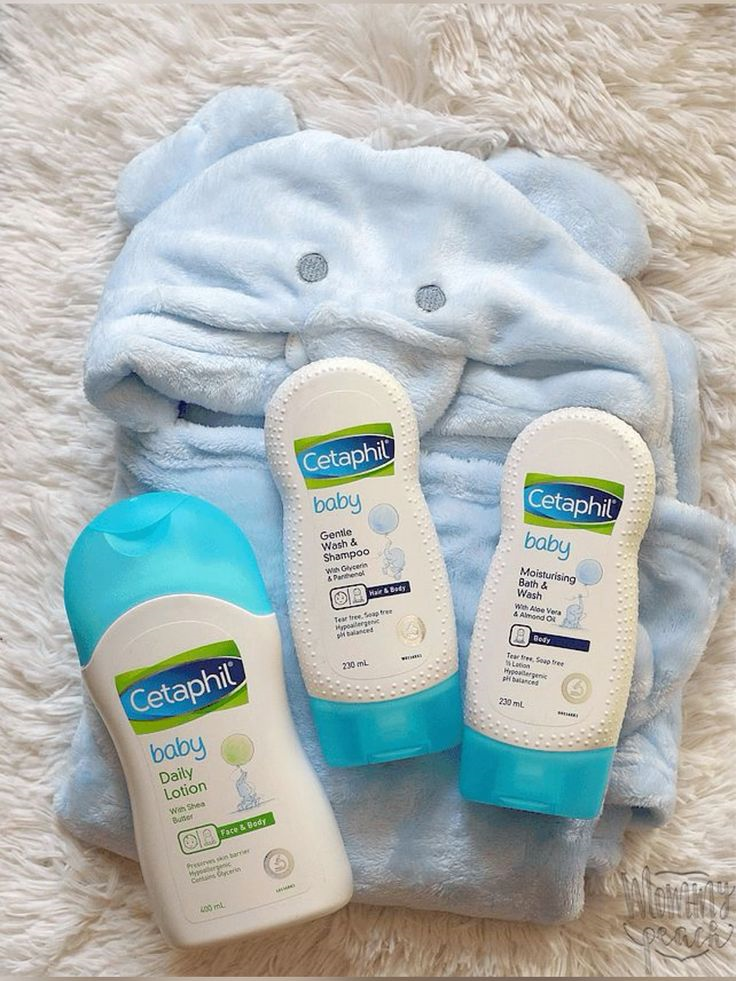 Cetaphil
baby
Gentle
Wash &
Shampoo
With Glycerin
& Panthenol
Hair & Body
Tear free, Soap free
Hypoallergenic
pH balanced
230 mL
Cetaphil
baby
Moisturising
Bath &
Wash
With Aloe Vera
& Almond Oil
Body
Tear free, Soap free
⅓ Lotion
Hypoallergenic
pH balanced
230 mL
Cetaphil
baby
Daily
Lotion
With Shea
Butter
Face & Body
Preserves skin barrier
Hypoallergenic
Contains Glycerin
400 mL
Mommy
peach